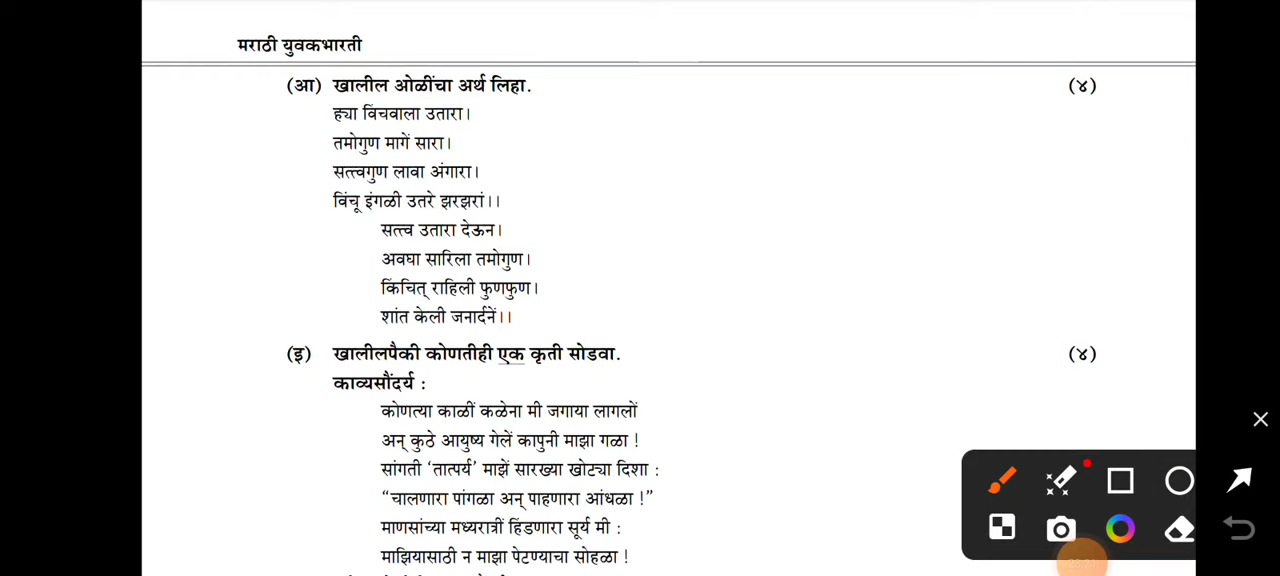 मराठी युवकभारती
(आ) खालील ओळींचा अर्थ लिहा. (४)
ह्या विंचवाला उतारा।
तमोगुण मागें सारा।
सत्त्वगुण लावा अंगारा।
विंचू इंगळी उतरे झरझरां।।
सत्त्व उतारा देऊन।
अवघा सारिला तमोगुण।
किंचित् राहिली फुणफुण।
शांत केली जनार्दनें।।
(इ) खालीलपैकी कोणतीही एक कृती सोडवा. (४)
काव्यसौंदर्य :
कोणत्या काळीं कळेना मी जगाया लागलों
अन् कुठे आयुष्य गेलें कापुनी माझा गळा !
सांगती ‘तात्पर्य’ माझें सारख्या खोट्या दिशा :
“चालणारा पांगळा अन् पाहणारा आंधळा !”
माणसांच्या मध्यरात्रीं हिंडणारा सूर्य मी :
माझियासाठी न माझा पेटण्याचा सोहळा !